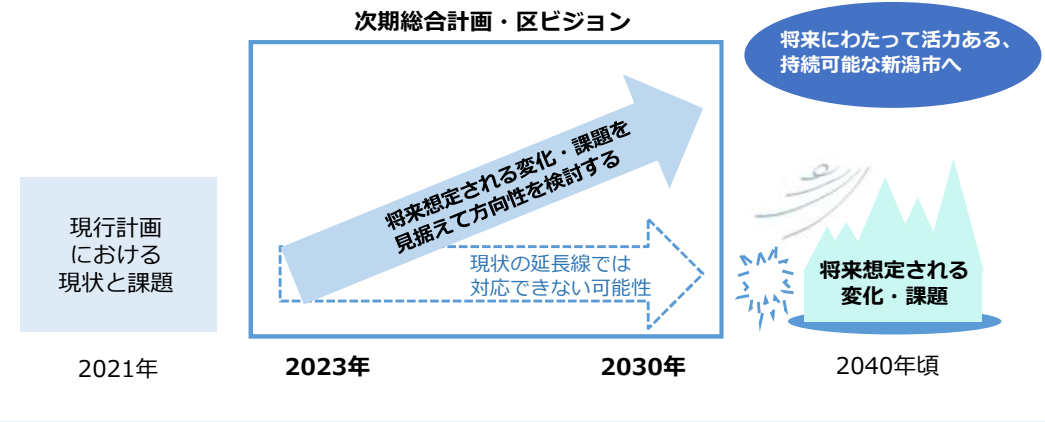 次期総合計画・区ビジョン
将来にわたって活力ある、
持続可能な新潟市へ
将来想定される変化・課題を
見据えて方向性を検討する
現行計画
における
現状と課題
現状の延長線では
対応できない可能性
将来想定される
変化・課題
2021年
2023年
2030年
2040年頃